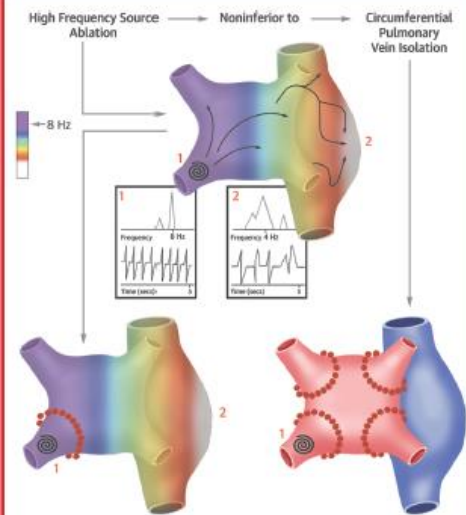 High Frequency Source Ablation → Noninferior to → Circumferential Pulmonary Vein Isolation
8 Hz
1
2
1
Frequency 8 Hz
Time (secs) 5
2
Frequency 4 Hz
Time (secs) 5
2
1
1